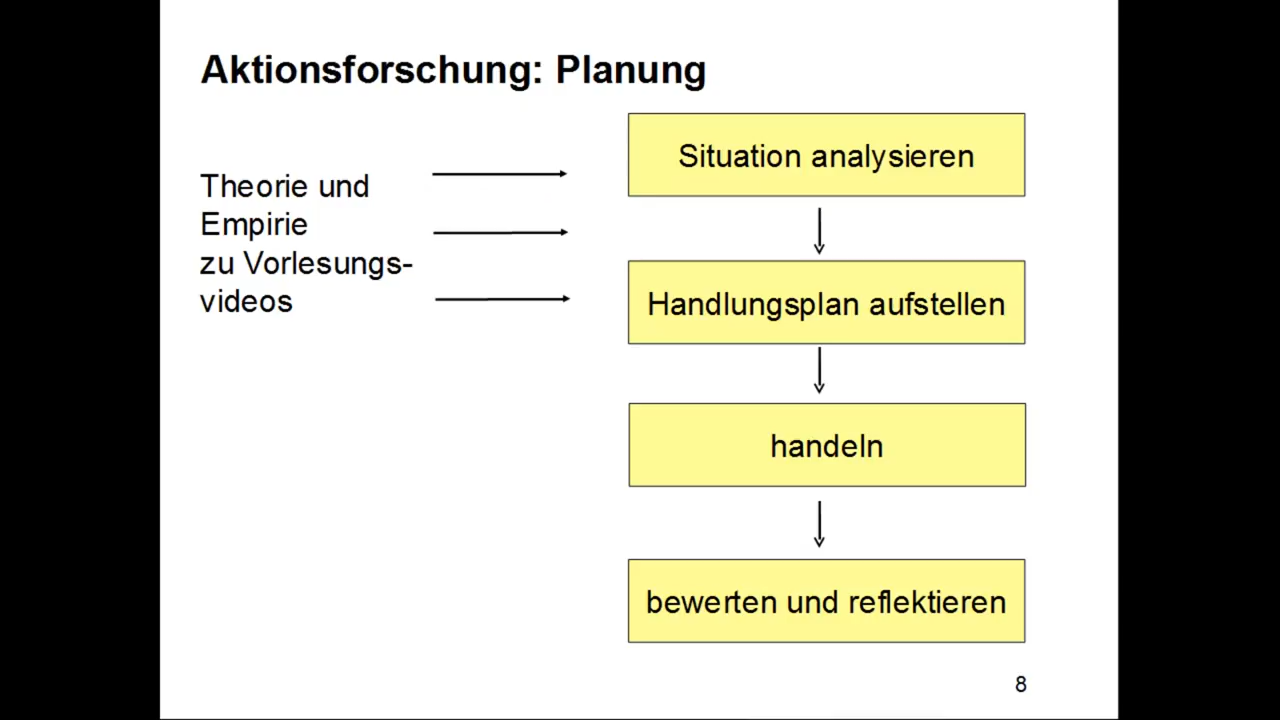 Aktionsforschung: Planung
Theorie und
Empirie
zu Vorlesungs-
videos
Situation analysieren
Handlungsplan aufstellen
handeln
bewerten und reflektieren
8